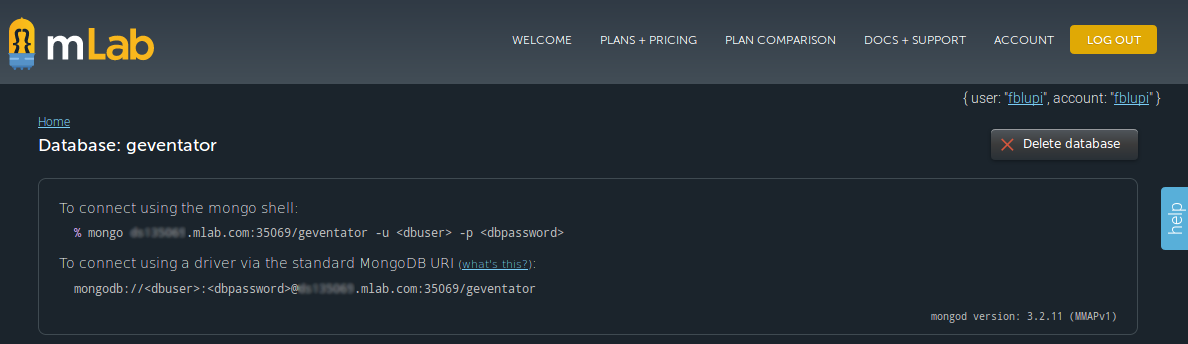 mLab
WELCOME PLANS + PRICING PLAN COMPARISON DOCS + SUPPORT ACCOUNT LOG OUT
{ user: "fblupi", account: "fblupi" }
Home
Database: geventator
Delete database
help
To connect using the mongo shell:
% mongo .mlab.com:35069/geventator -u <dbuser> -p <dbpassword>
To connect using a driver via the standard MongoDB URI (what's this?):
mongodb://<dbuser>:<dbpassword>@ .mlab.com:35069/geventator
mongod version: 3.2.11 (MMAPv1)